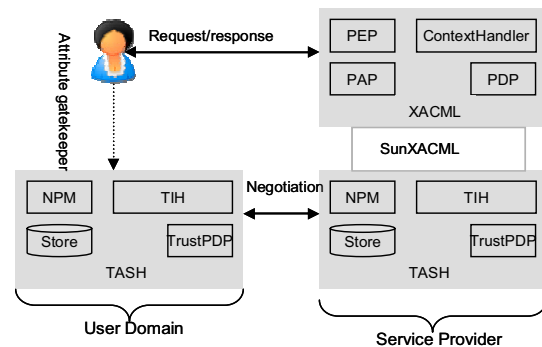 Request/response
Attribute gatekeeper
PEP
ContextHandler
PAP
PDP
XACML
SunXACML
Negotiation
NPM
TIH
Store
TrustPDP
TASH
NPM
TIH
Store
TrustPDP
TASH
User Domain
Service Provider